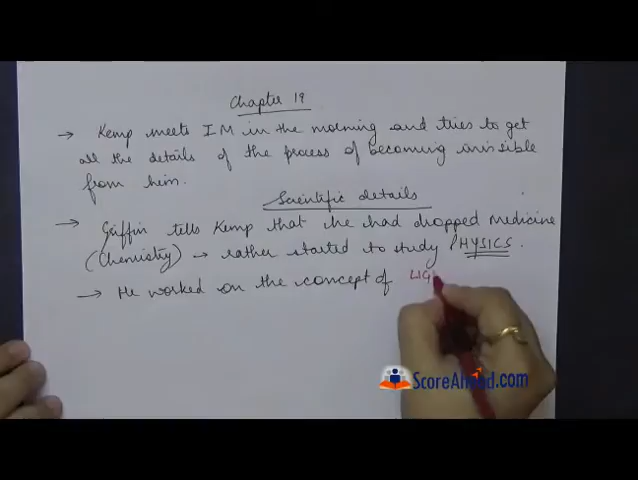 Chapter 19
→ Kemp meets I M in the morning and tries to get
all the details of the process of becoming invisible
from him.
Scientific details
→ Griffin tells Kemp that he had dropped Medicine
(Chemistry) → rather started to study PHYSICS.
→ He worked on the concept of LIG
ScoreAhead.com